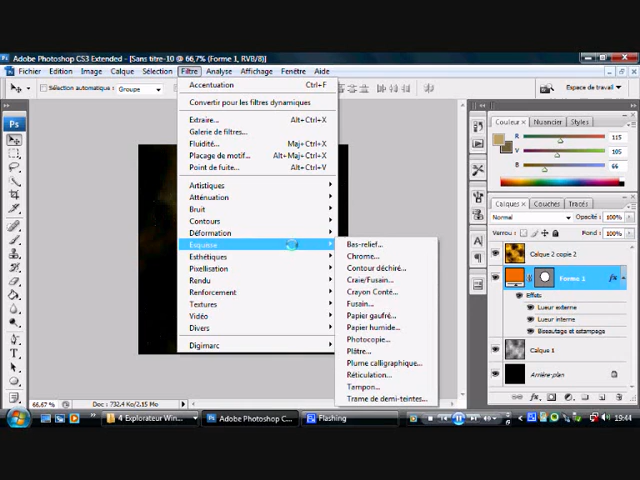 Adobe Photoshop CS3 Extended - [Sans titre-10 @ 66,7% (Forme 1, RVB/8)]
Fichier Edition Image Calque Sélection Filtre Analyse Affichage Fenêtre Aide
Sélection automatique : Groupe
Espace de travail
Accentuation Ctrl+F
Convertir pour les filtres dynamiques
Extraire... Alt+Ctrl+X
Galerie de filtres...
Fluidité... Maj+Ctrl+X
Placage de motif... Alt+Maj+Ctrl+X
Point de fuite... Alt+Ctrl+V
Artistiques
Atténuation
Bruit
Contours
Déformation
Esquisse
Esthétiques
Pixellisation
Rendu
Renforcement
Textures
Vidéo
Divers
Digimarc
Bas-relief...
Chrome...
Contour déchiré...
Craie/Fusain...
Crayon Conté...
Fusain...
Papier gaufré...
Papier humide...
Photocopie...
Plâtre...
Plume calligraphique...
Réticulation...
Tampon...
Trame de demi-teintes...
Ps
Couleur Nuancier Styles
R 115
V 105
B 66
Calques Couches Tracés
Normal Opacité : 100%
Verrou : Fond : 100%
Calque 2 copie 2
Forme 1 fx
Effets
Lueur externe
Lueur interne
Biseautage et estampage
Calque 1
Arrière-plan
66,67% Doc : 732,4 Ko/2,15 Mo
4 Explorateur Win... Adobe Photoshop CS... Flashing 19:44